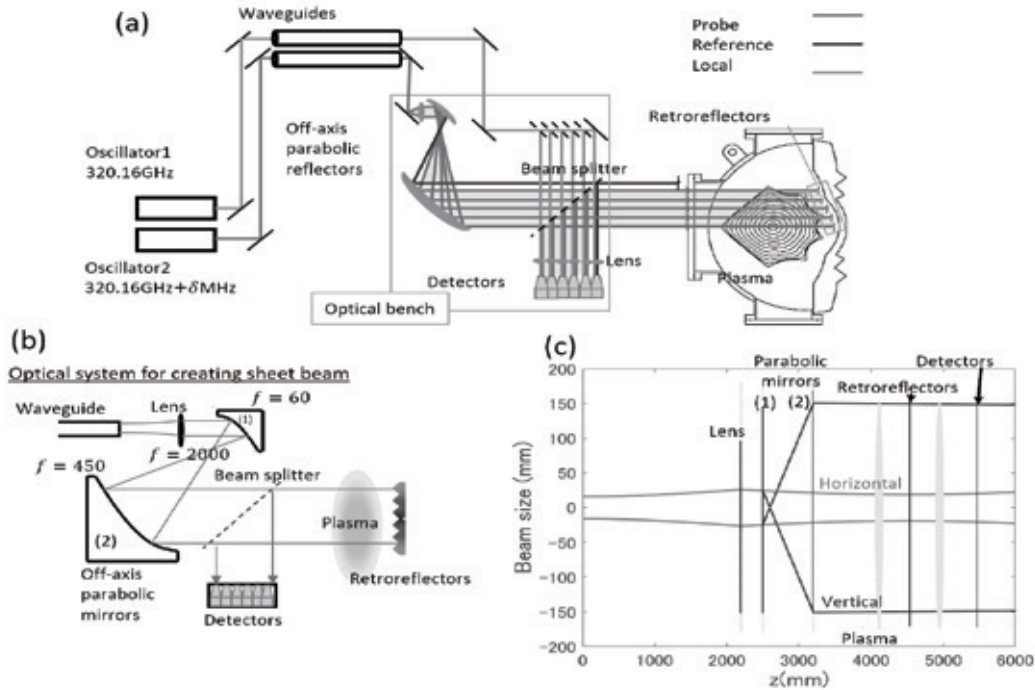 (a)
Waveguides
Probe
Reference
Local
Retroreflectors
Off-axis
parabolic
reflectors
Oscillator1
320.16GHz
Beam splitter
Oscillator2
320.16GHz+δMHz
Detectors
Lens
Plasma
Optical bench
(b)
Optical system for creating sheet beam
f = 60
Waveguide
Lens
(1)
f = 2000
f = 450
Beam splitter
Plasma
(2)
Off-axis
parabolic
mirrors
Detectors
Retroreflectors
(c)
Parabolic
mirrors
(1) (2)
Detectors
Retroreflectors
Lens
Horizontal
Vertical
Plasma
Beam size (mm)
200
150
100
50
0
-50
-100
-150
-200
0
1000
2000
3000
4000
5000
6000
z(mm)